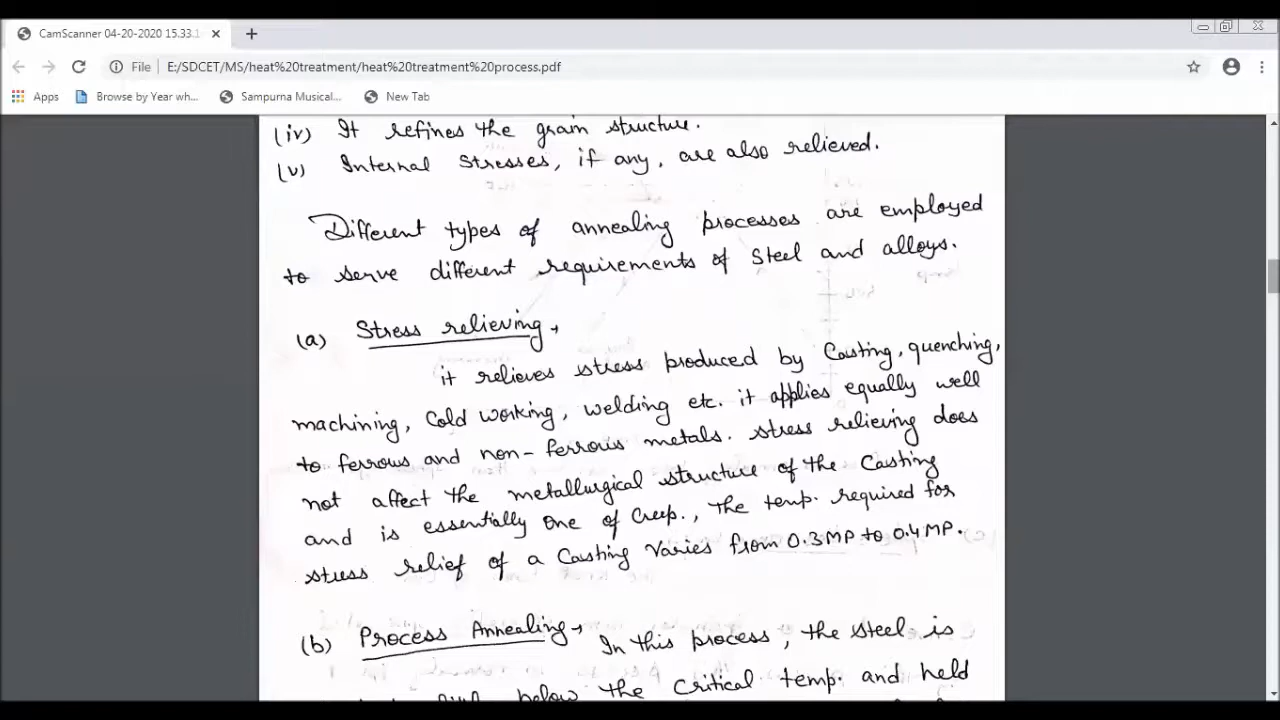 CamScanner 04-20-2020 15.33.1
File E:/SDCET/MS/heat%20treatment/heat%20treatment%20process.pdf
Apps Browse by Year wh... Sampurna Musical... New Tab
(iv) It refines the grain structure.
(v) Internal Stresses, if any, are also relieved.
Different types of annealing processes are employed
to serve different requirements of Steel and alloys.
(a) Stress relieving →
it relieves stress produced by Casting, quenching,
machining, Cold working, welding etc. it applies equally well
to ferrous and non-ferrous metals. stress relieving does
not affect the metallurgical structure of the Casting
and is essentially one of Creep., The temp. required for
stress relief of a Casting varies from 0.3MP to 0.4MP.
(b) Process Annealing → In this process, the steel is
below the critical temp. and held